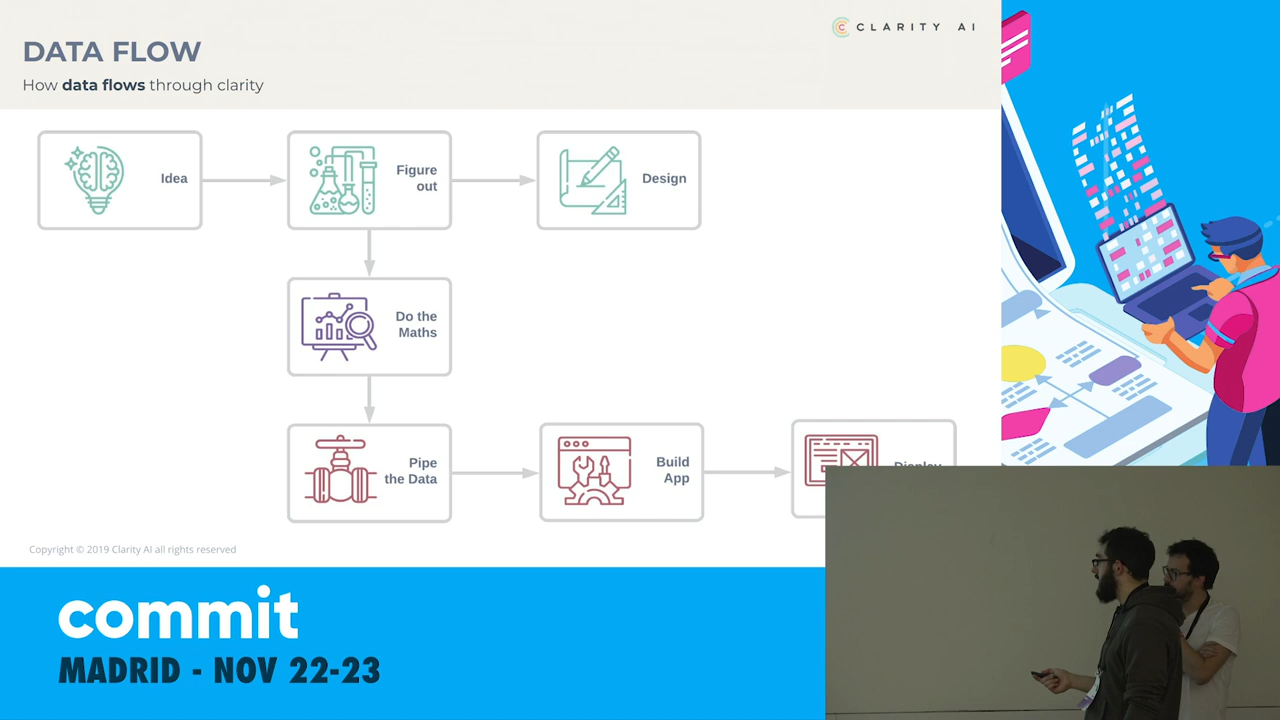 CLARITY AI
DATA FLOW
How data flows through clarity
Idea
Figure
out
Design
Do the
Maths
Pipe
the Data
Build
App
Display
Copyright © 2019 Clarity AI all rights reserved
commit
MADRID - NOV 22-23